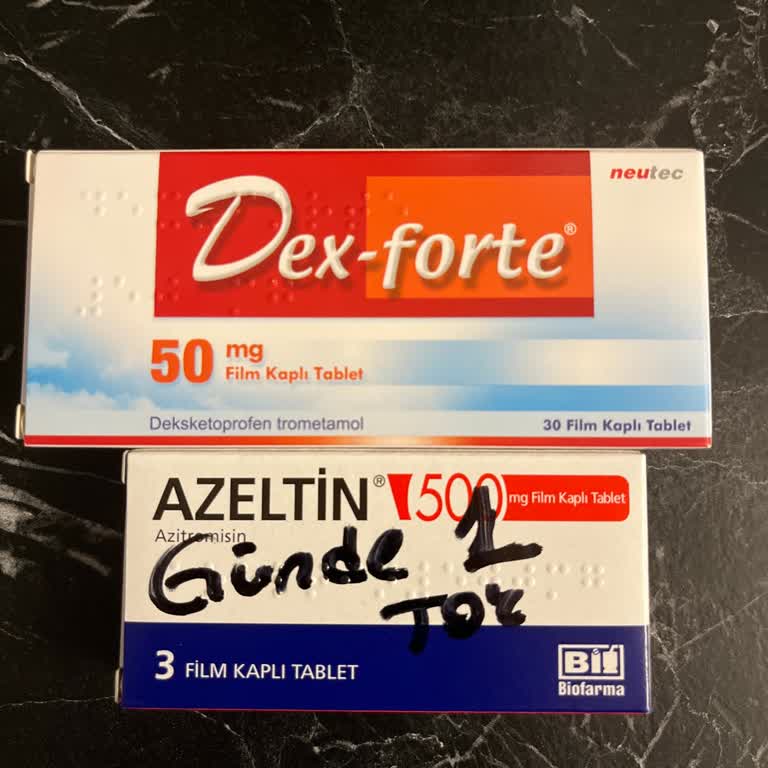 neutec
Dex-forte®
50 mg
Film Kaplı Tablet
Deksketoprofen trometamol
30 Film Kaplı Tablet
AZELTİN® 500 mg Film Kaplı Tablet
Azitromisin
Günde 1
TOK
3 FİLM KAPLI TABLET
Biofarma